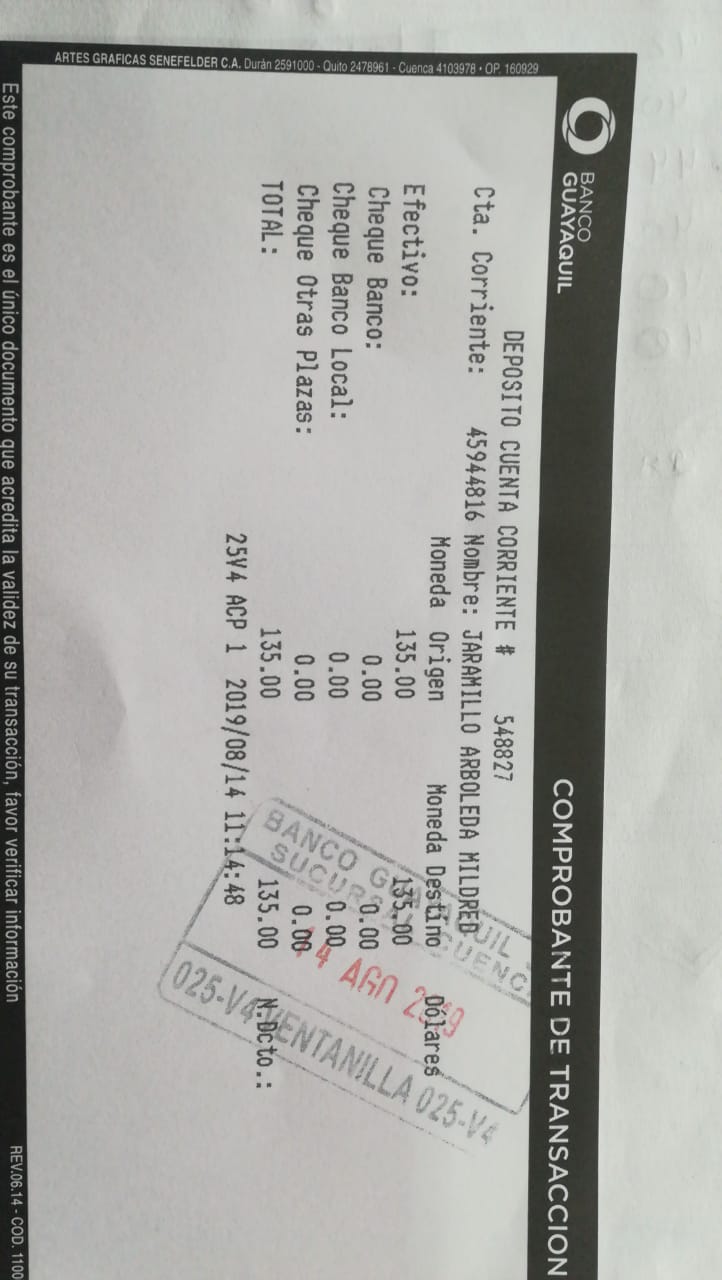 BANCO
GUAYAQUIL
COMPROBANTE DE TRANSACCION
DEPOSITO CUENTA CORRIENTE # 548827
Cta. Corriente: 45944816 Nombre: JARAMILLO ARBOLEDA MILDRED
Moneda Origen Moneda Destino Dólares
Efectivo: 135.00 135.00
Cheque Banco: 0.00 0.00
Cheque Banco Local: 0.00 0.00
Cheque Otras Plazas: 0.00 0.00
TOTAL: 135.00 135.00 N.Dcto.:
25V4 ACP 1 2019/08/14 11:14:48
BANCO GUAYAQUIL
SUCURSAL CUENC
14 AGO 2019
025-V4 VENTANILLA 025-V4
ARTES GRAFICAS SENEFELDER C.A. Durán 2591000 - Quito 2478961 - Cuenca 4103978 • OP. 160929
Este comprobante es el único documento que acredita la validez de su transacción, favor verificar información
REV.06.14 - COD. 1100